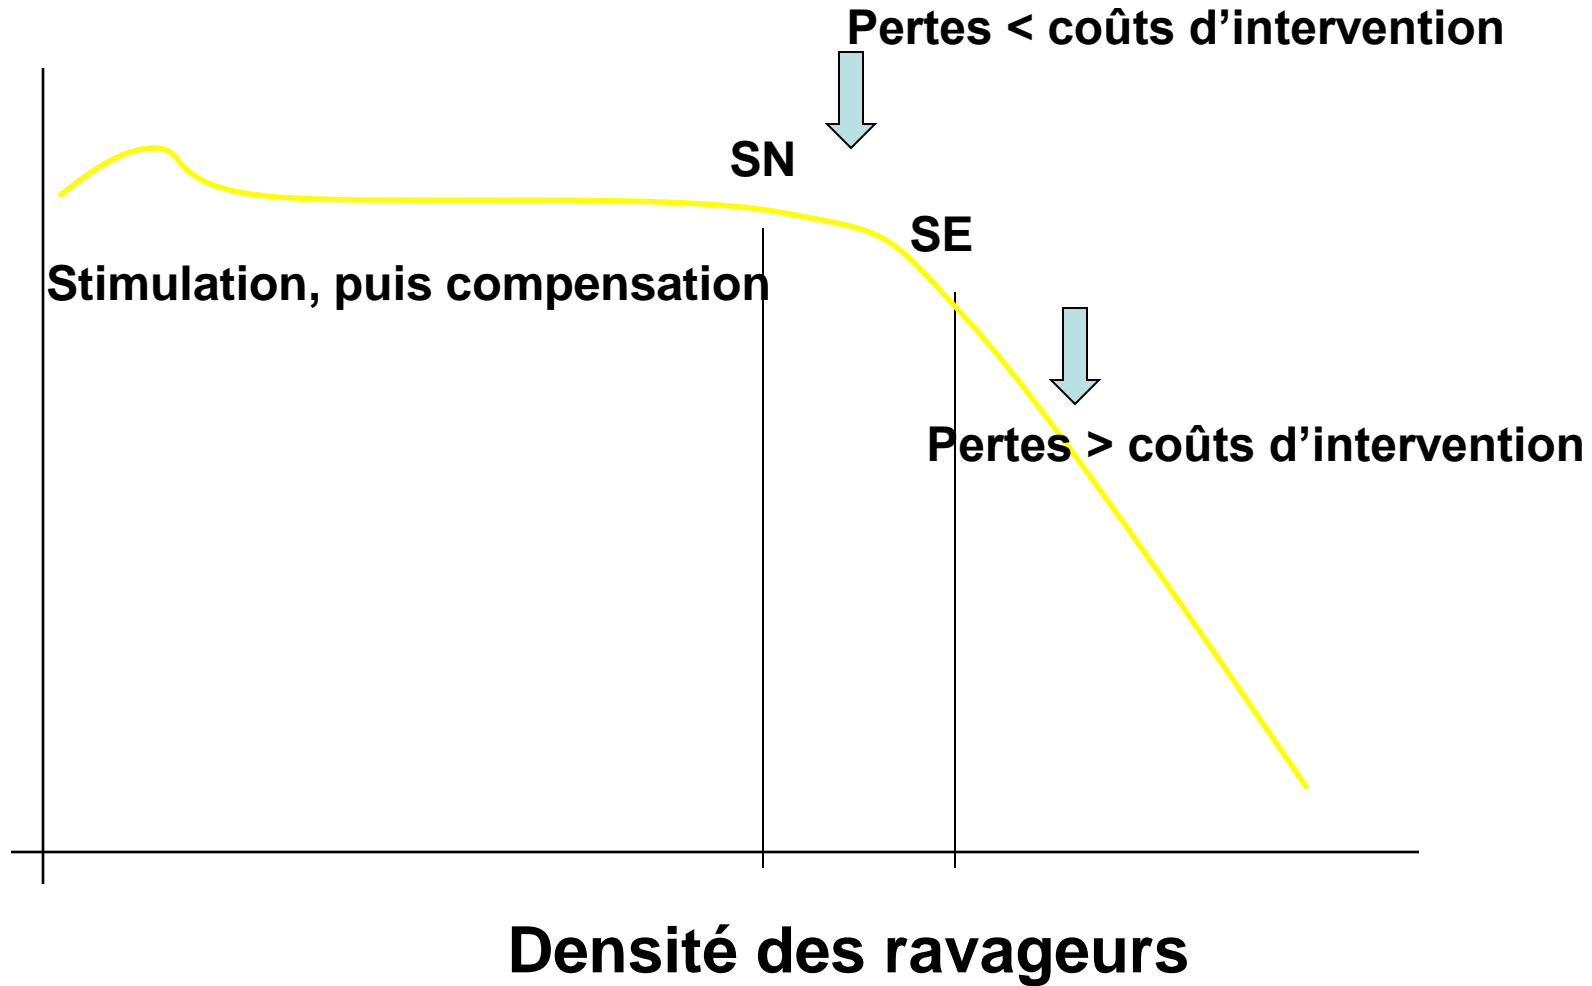 Pertes < coûts d’intervention
SN
SE
Stimulation, puis compensation
Pertes > coûts d’intervention
Densité des ravageurs